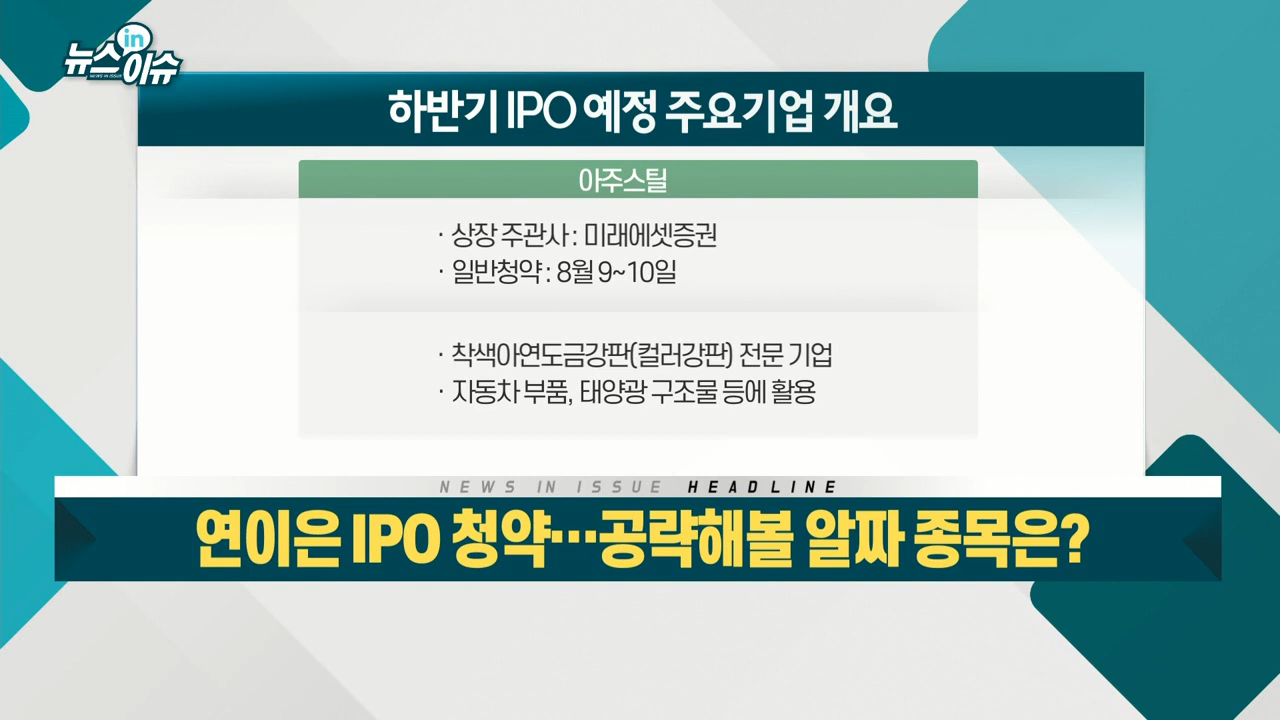 뉴스in이슈
NEWS IN ISSUE
하반기 IPO 예정 주요기업 개요
아주스틸
· 상장 주관사 : 미래에셋증권
· 일반청약 : 8월 9~10일
· 착색아연도금강판(컬러강판) 전문 기업
· 자동차 부품, 태양광 구조물 등에 활용
NEWS IN ISSUE HEADLINE
연이은 IPO 청약…공략해볼 알짜 종목은?